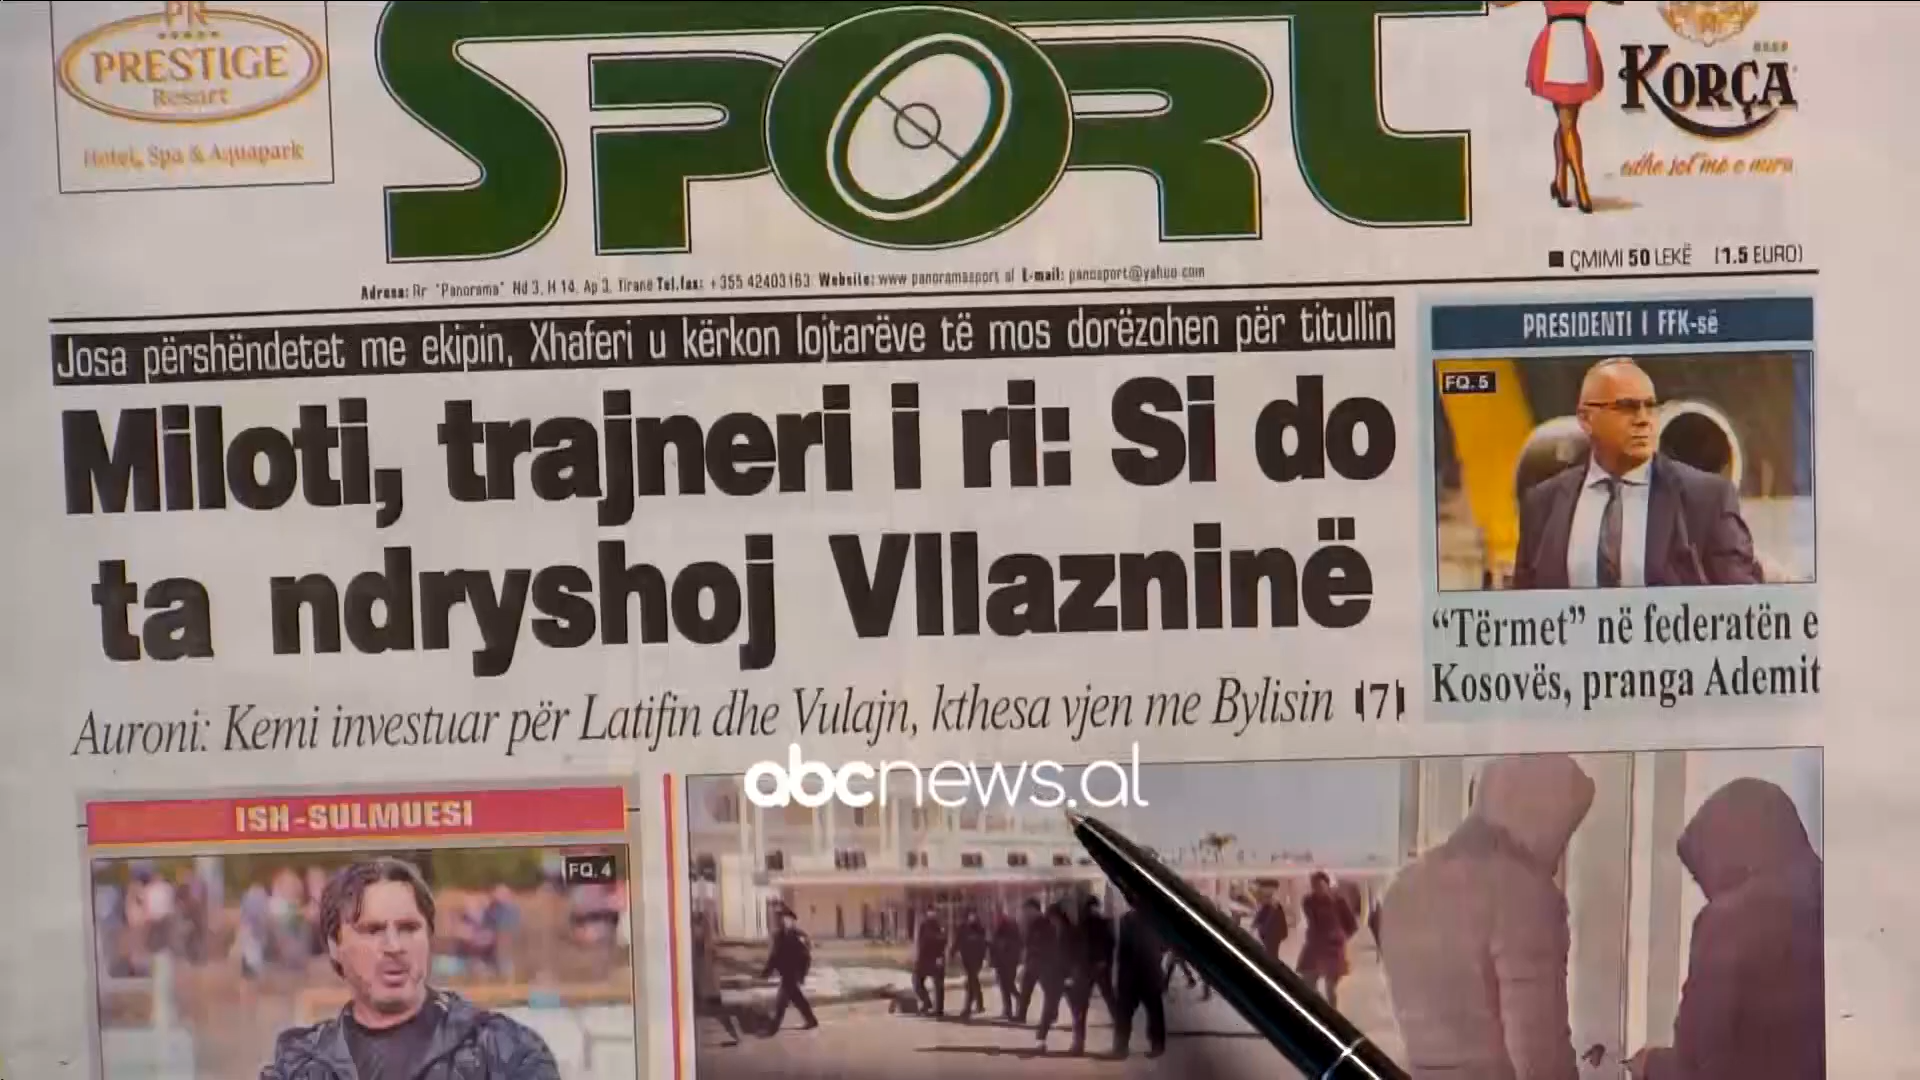 PR
PRESTIGE
Resort
Hotel, Spa & Aquapark
SPORT
KORÇA
edhe jot'ma e mura
ÇMIMI 50 LEKË (1.5 EURO)
Adresa: Rr "Panorama" Nd 3, H 14, Ap 3, Tirane Tel.fax: +355 42403163 Website: www panoramasport al E-mail: panosport@yahoo com
Josa përshëndetet me ekipin, Xhaferi u kërkon lojtarëve të mos dorëzohen për titullin
Miloti, trajneri i ri: Si do
ta ndryshoj Vllazninë
Auroni: Kemi investuar për Latifin dhe Vulajn, kthesa vjen me Bylisin (7)
PRESIDENTI I FFK-së
FQ.5
“Tërmet” në federatën e
Kosovës, pranga Ademit
abcnews.al
ISH-SULMUESI
FQ.4